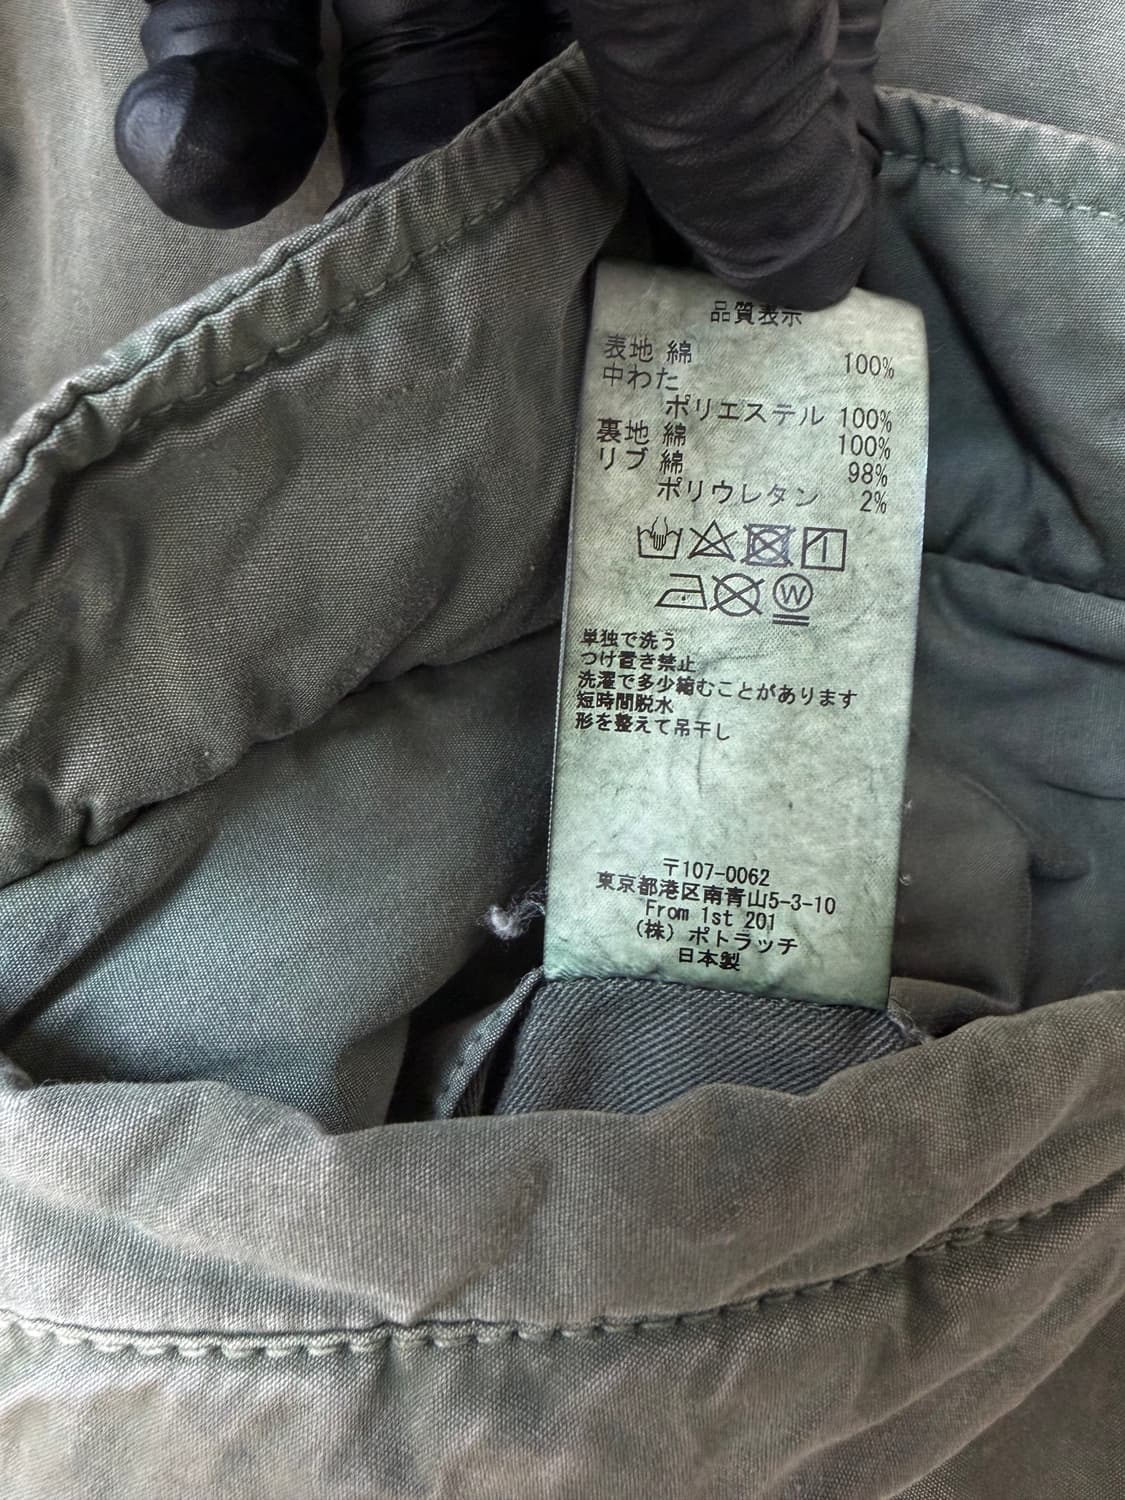 品質表示
表地 綿 100%
中わた
ポリエステル 100%
裏地 綿 100%
リブ 綿 98%
ポリウレタン 2%
W
単独で洗う
つけ置き禁止
洗濯で多少縮むことがあります
短時間脱水
形を整えて吊干し
〒107-0062
東京都港区南青山5-3-10
From 1st 201
(株) ポトラッチ
日本製